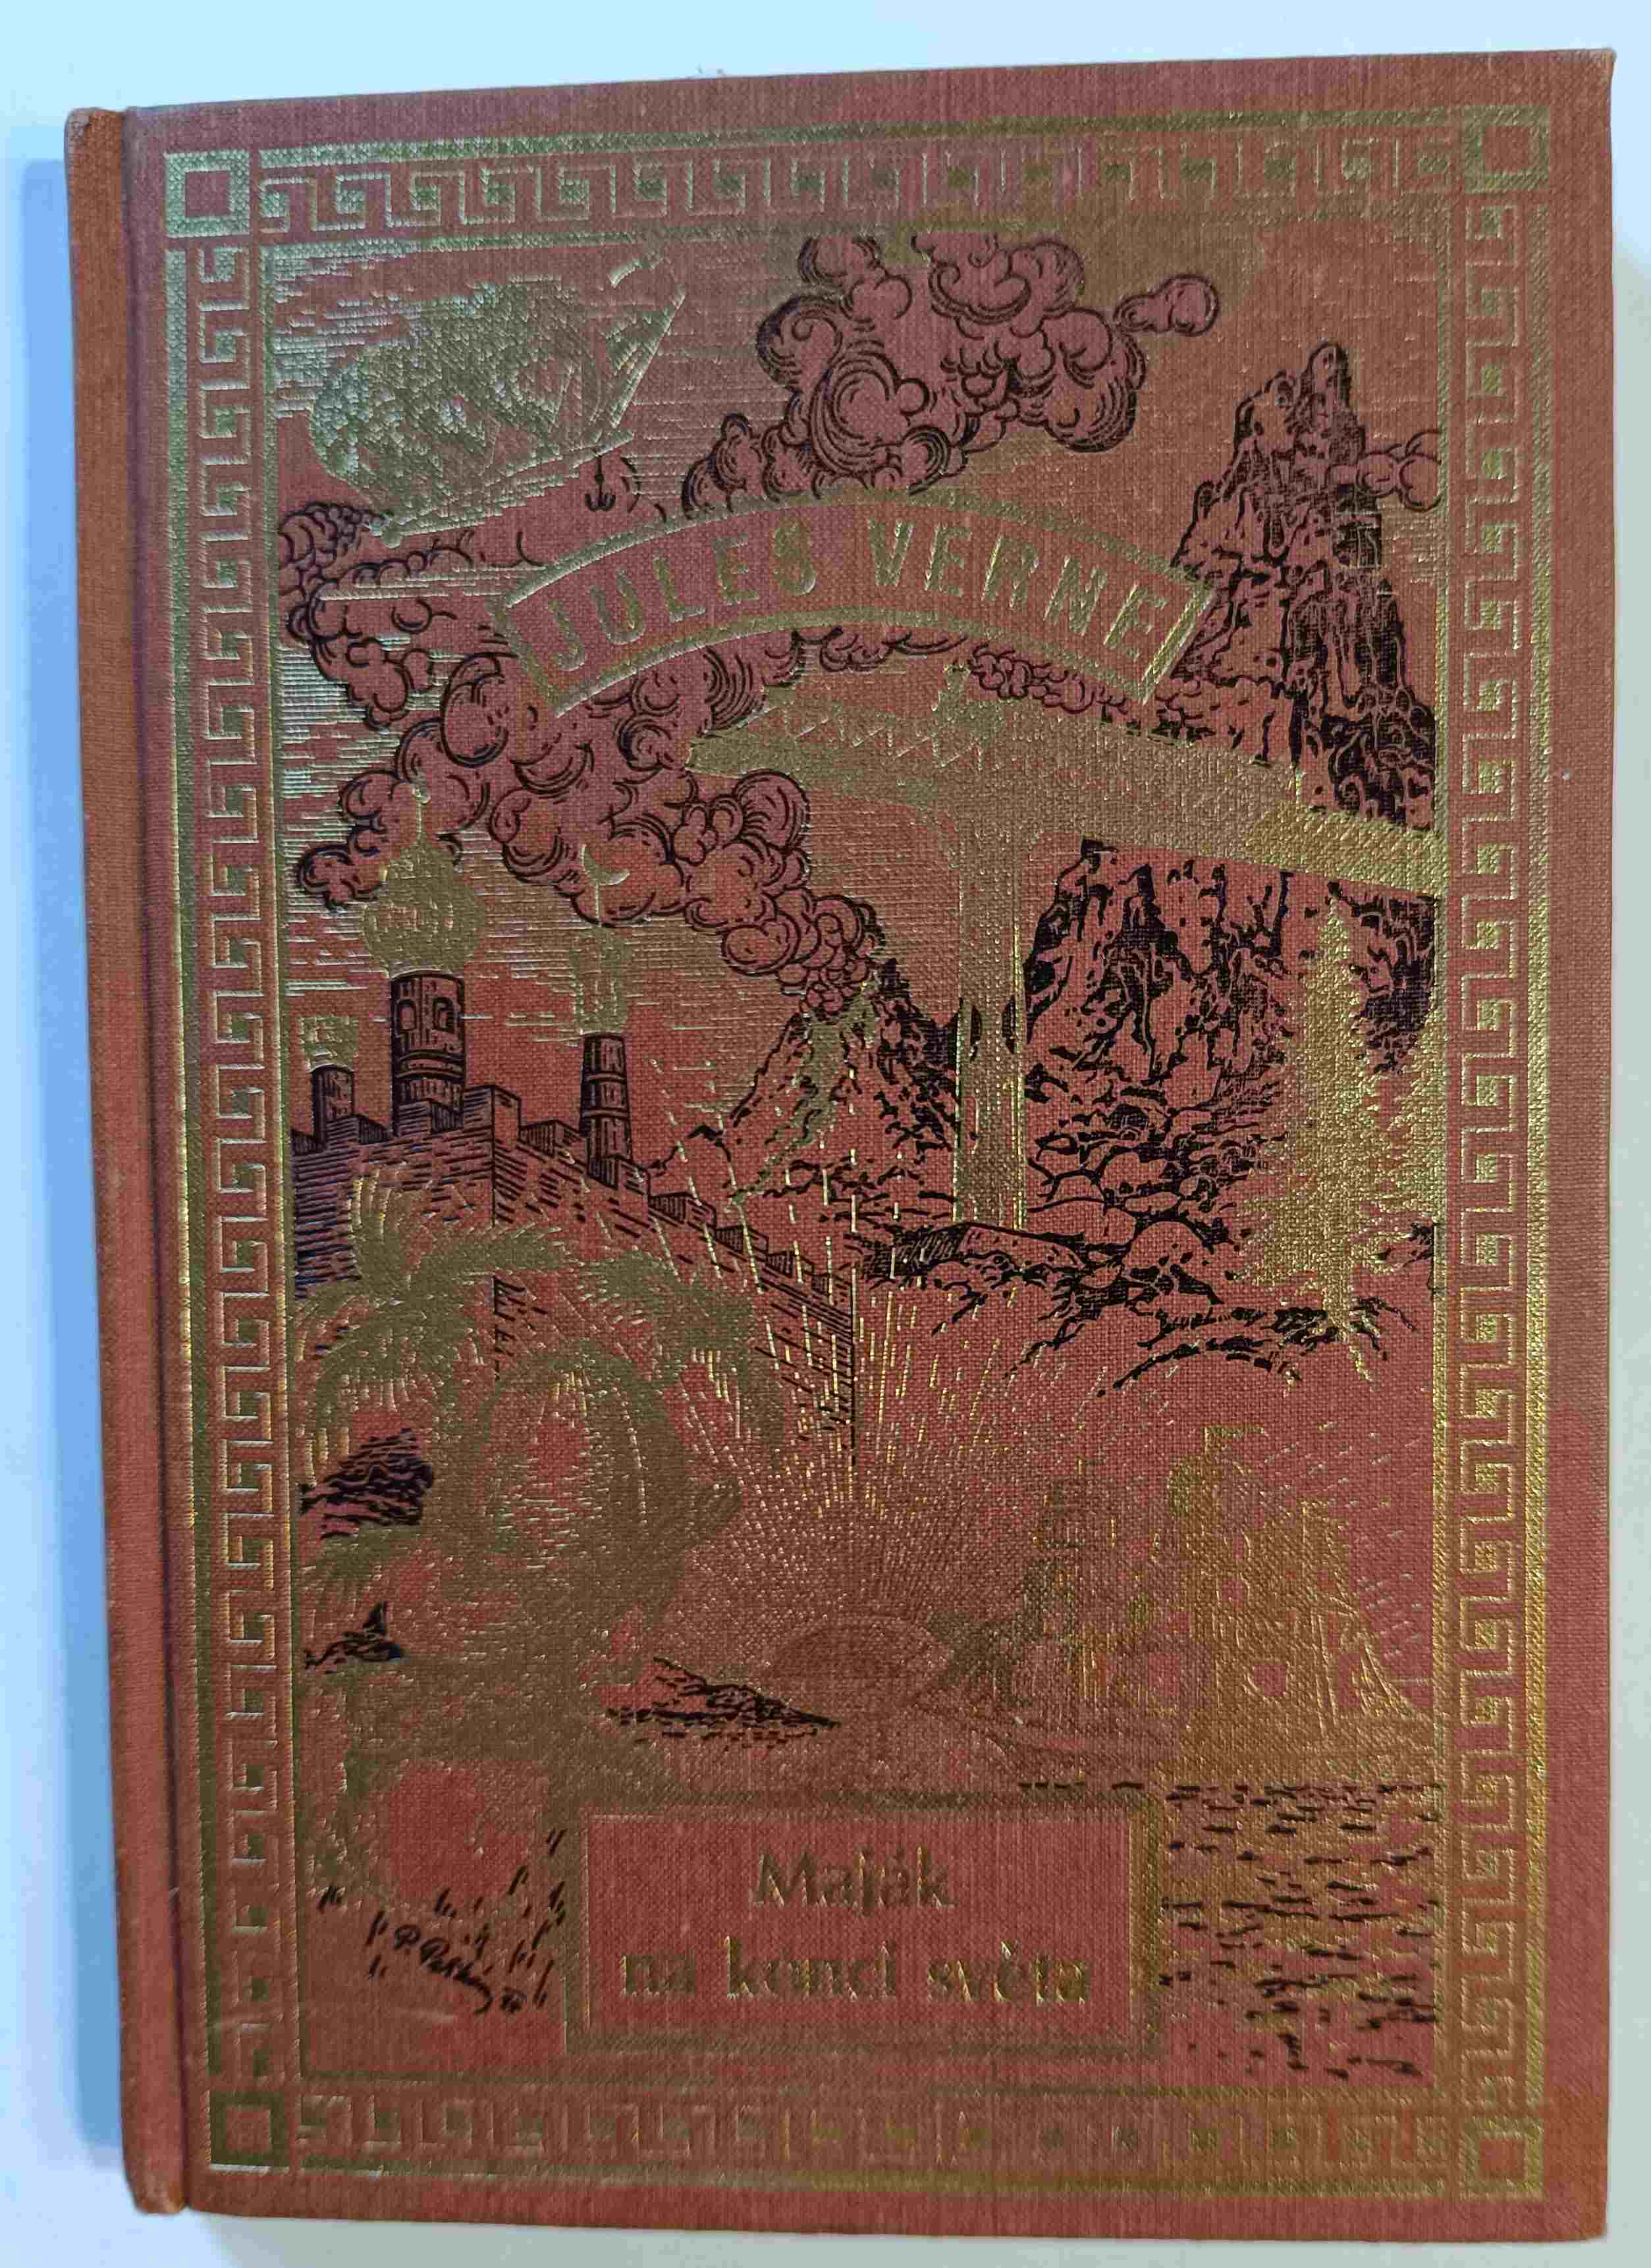 JULES VERNE
Maják
na konci světa